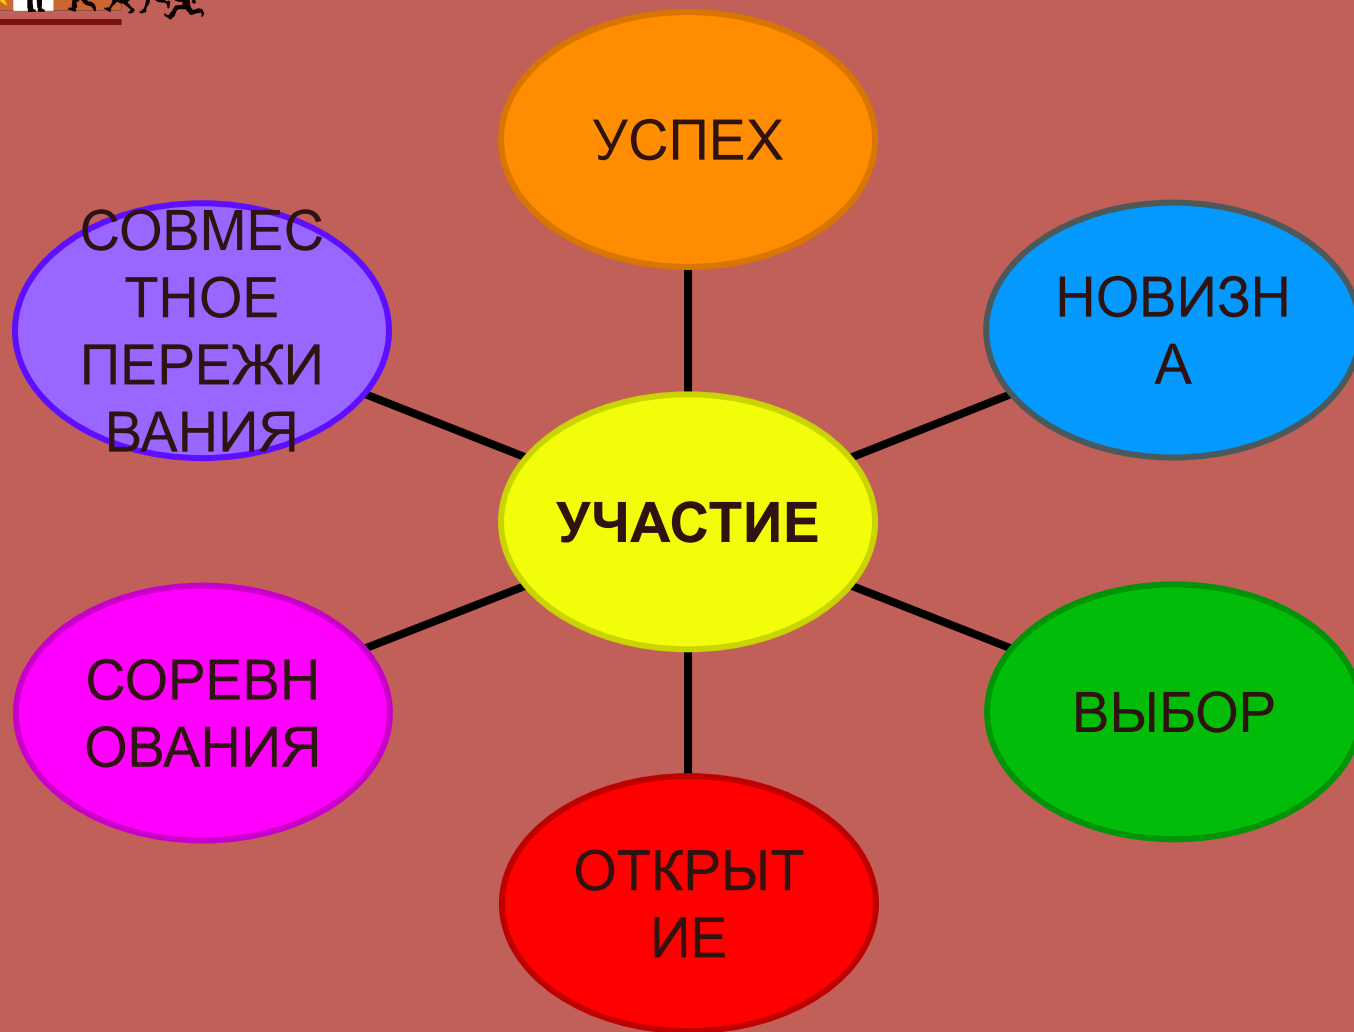 УСПЕХ
НОВИЗН
А
ВЫБОР
ОТКРЫТ
ИЕ
СОРЕВН
ОВАНИЯ
СОВМЕС
ТНОЕ
ПЕРЕЖИ
ВАНИЯ
УЧАСТИЕ